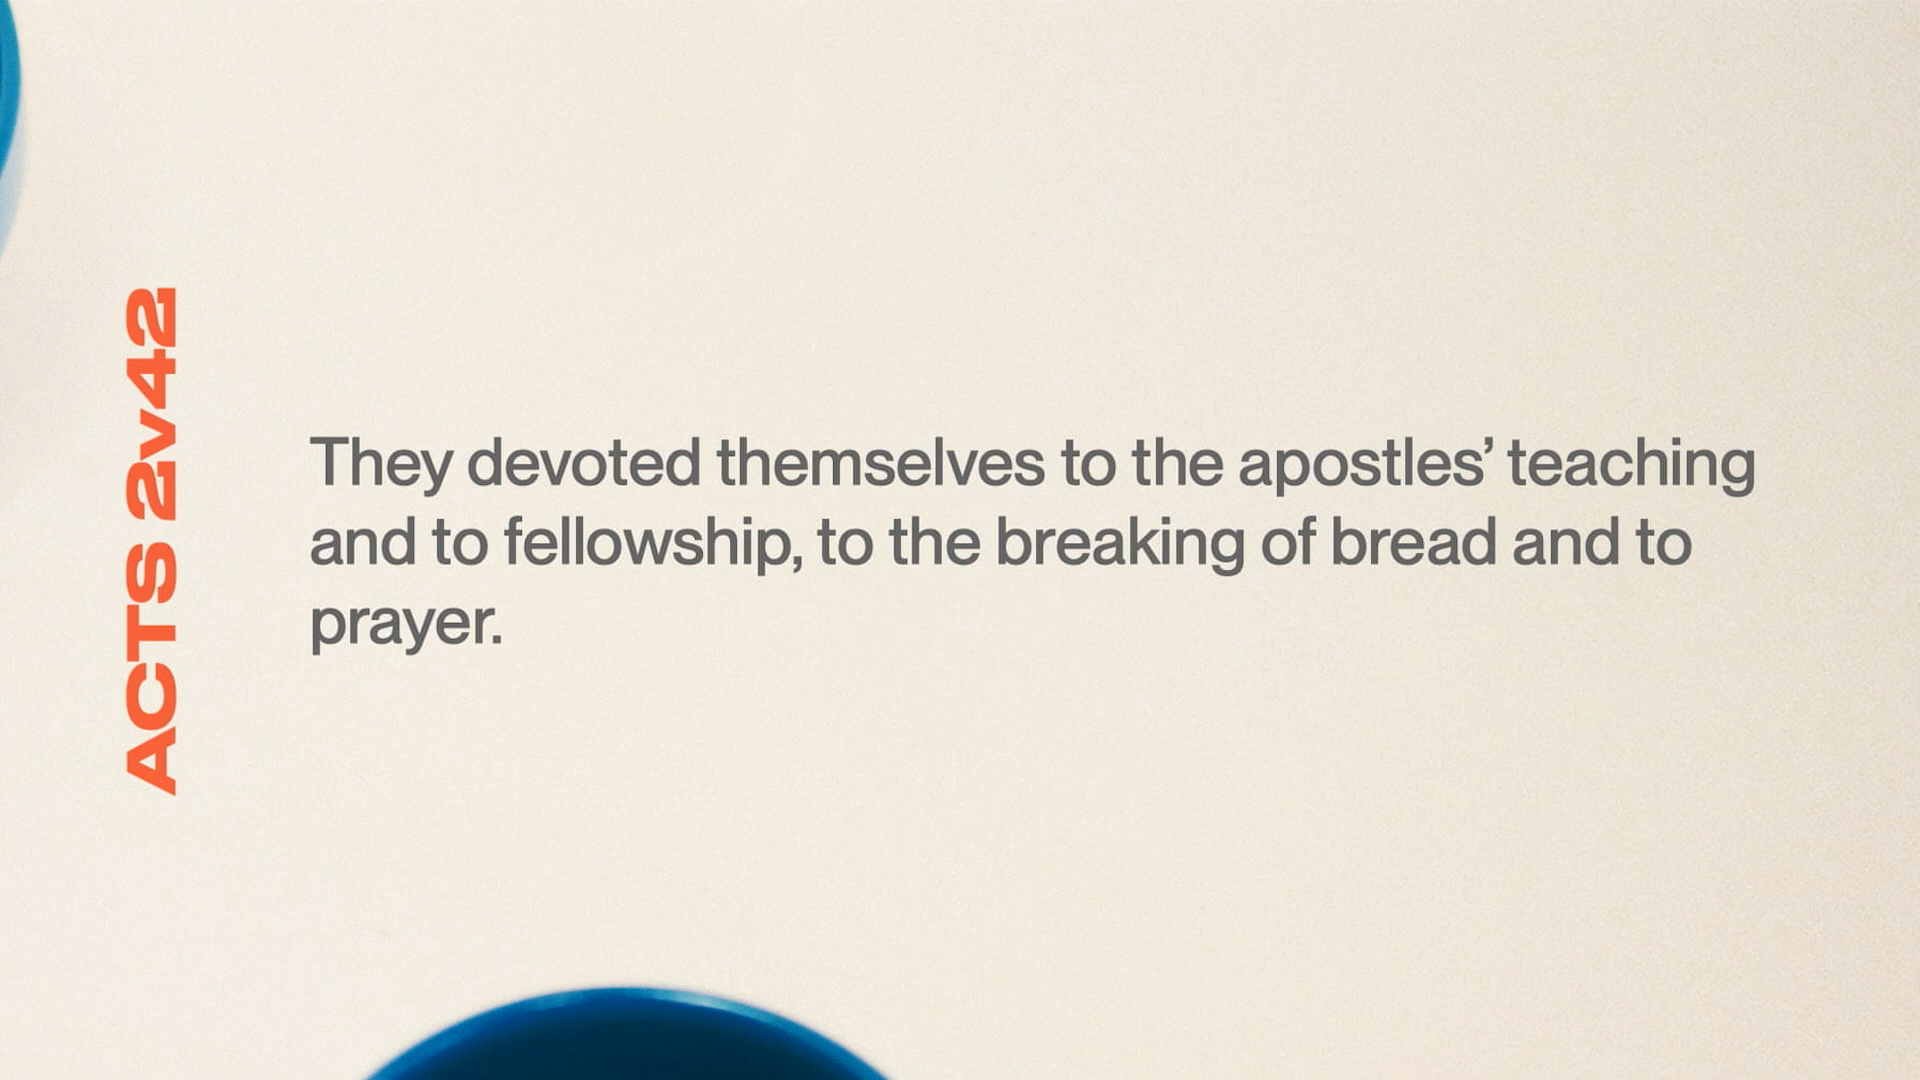 ACTS 2v42
They devoted themselves to the apostles’ teaching
and to fellowship, to the breaking of bread and to
prayer.